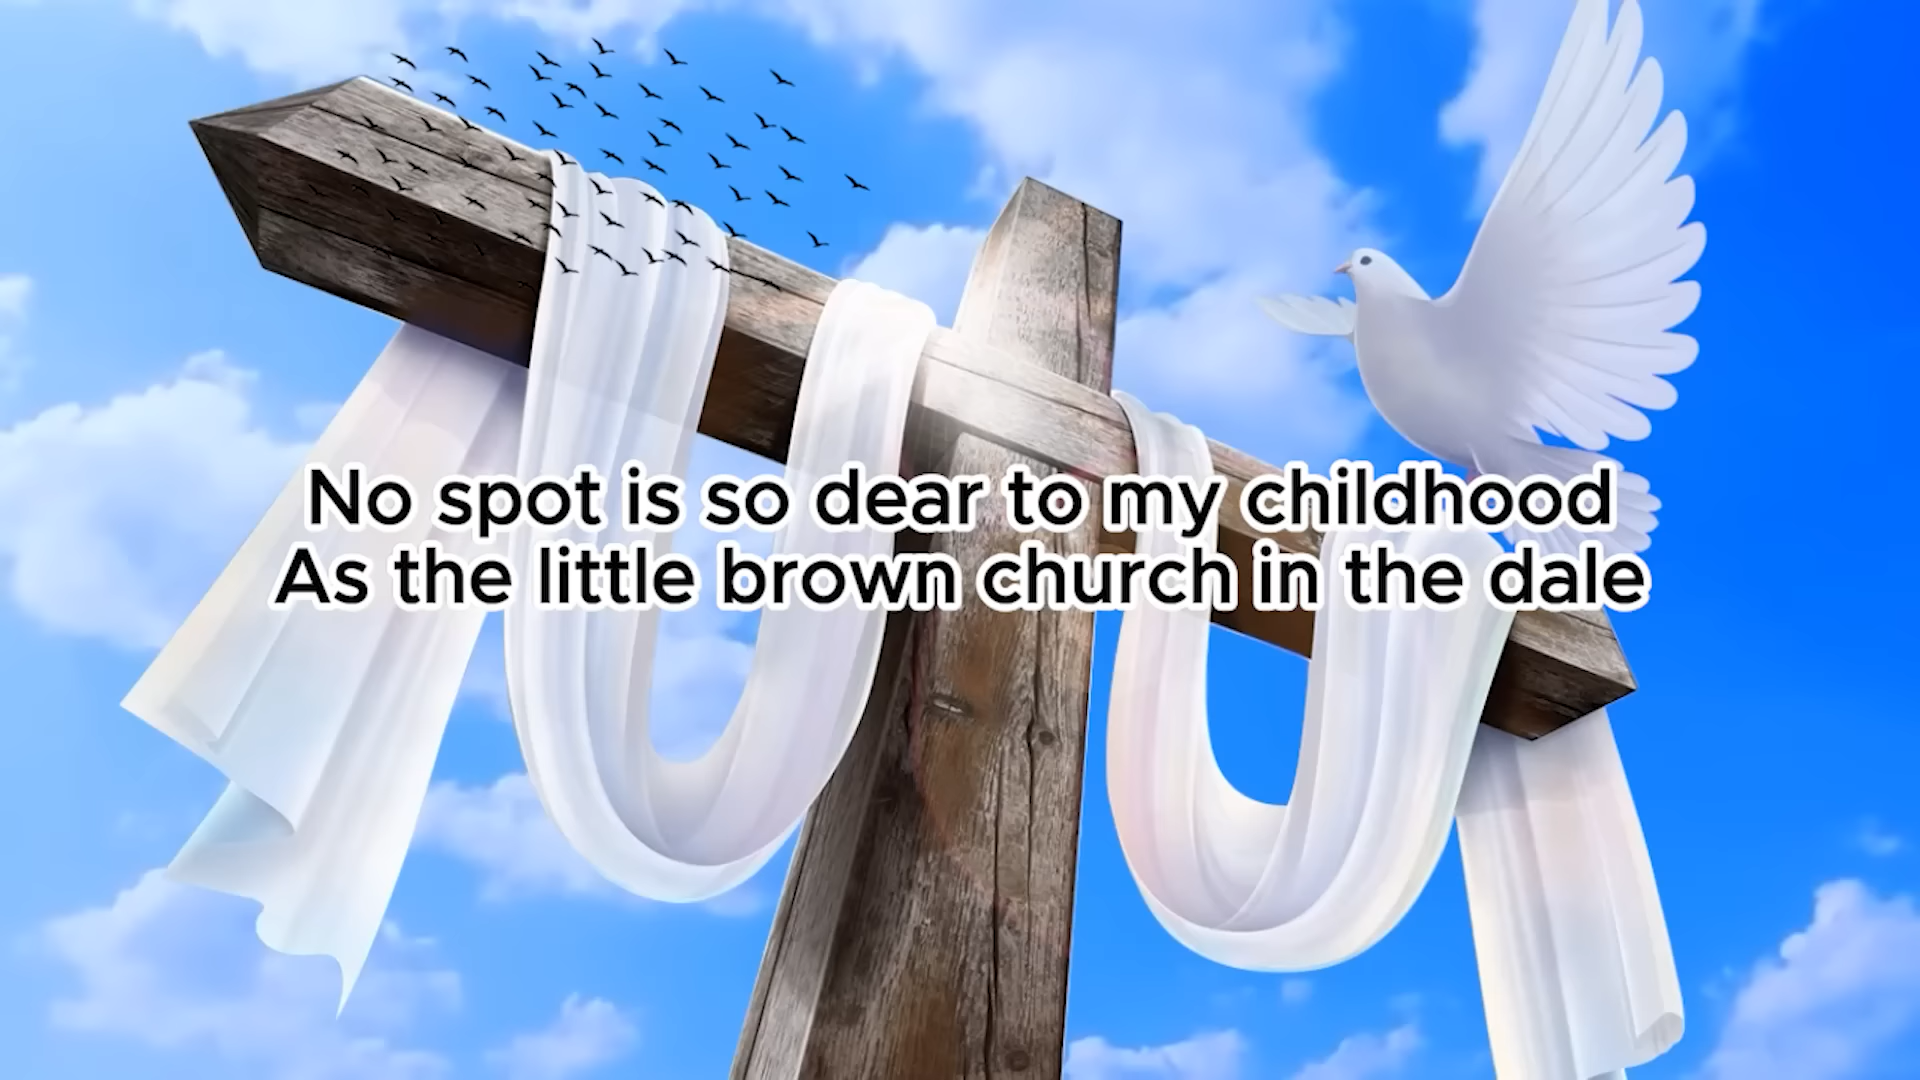 No spot is so dear to my childhood
As the little brown church in the dale